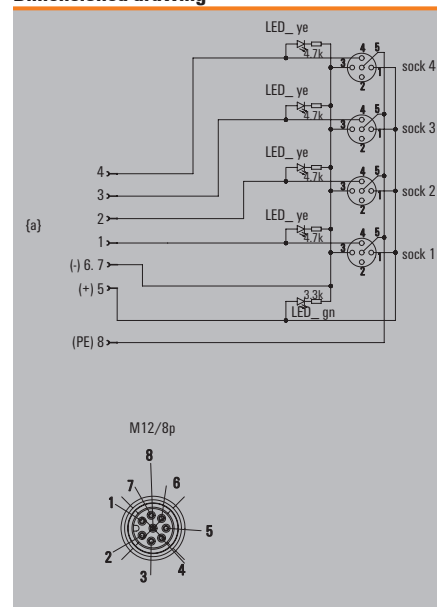 Dimensioned drawing
LED_ ye
4.7k
3 4 5 1 2
sock 4
LED_ ye
4.7k
3 4 5 1 2
sock 3
LED_ ye
4.7k
3 4 5 1 2
sock 2
LED_ ye
4.7k
3 4 5 1 2
sock 1
4
3
2
{a}
1
(-) 6. 7
(+) 5
3.3k
LED_ gn
(PE) 8
M12/8p
8
7 6
1
5
2
3 4